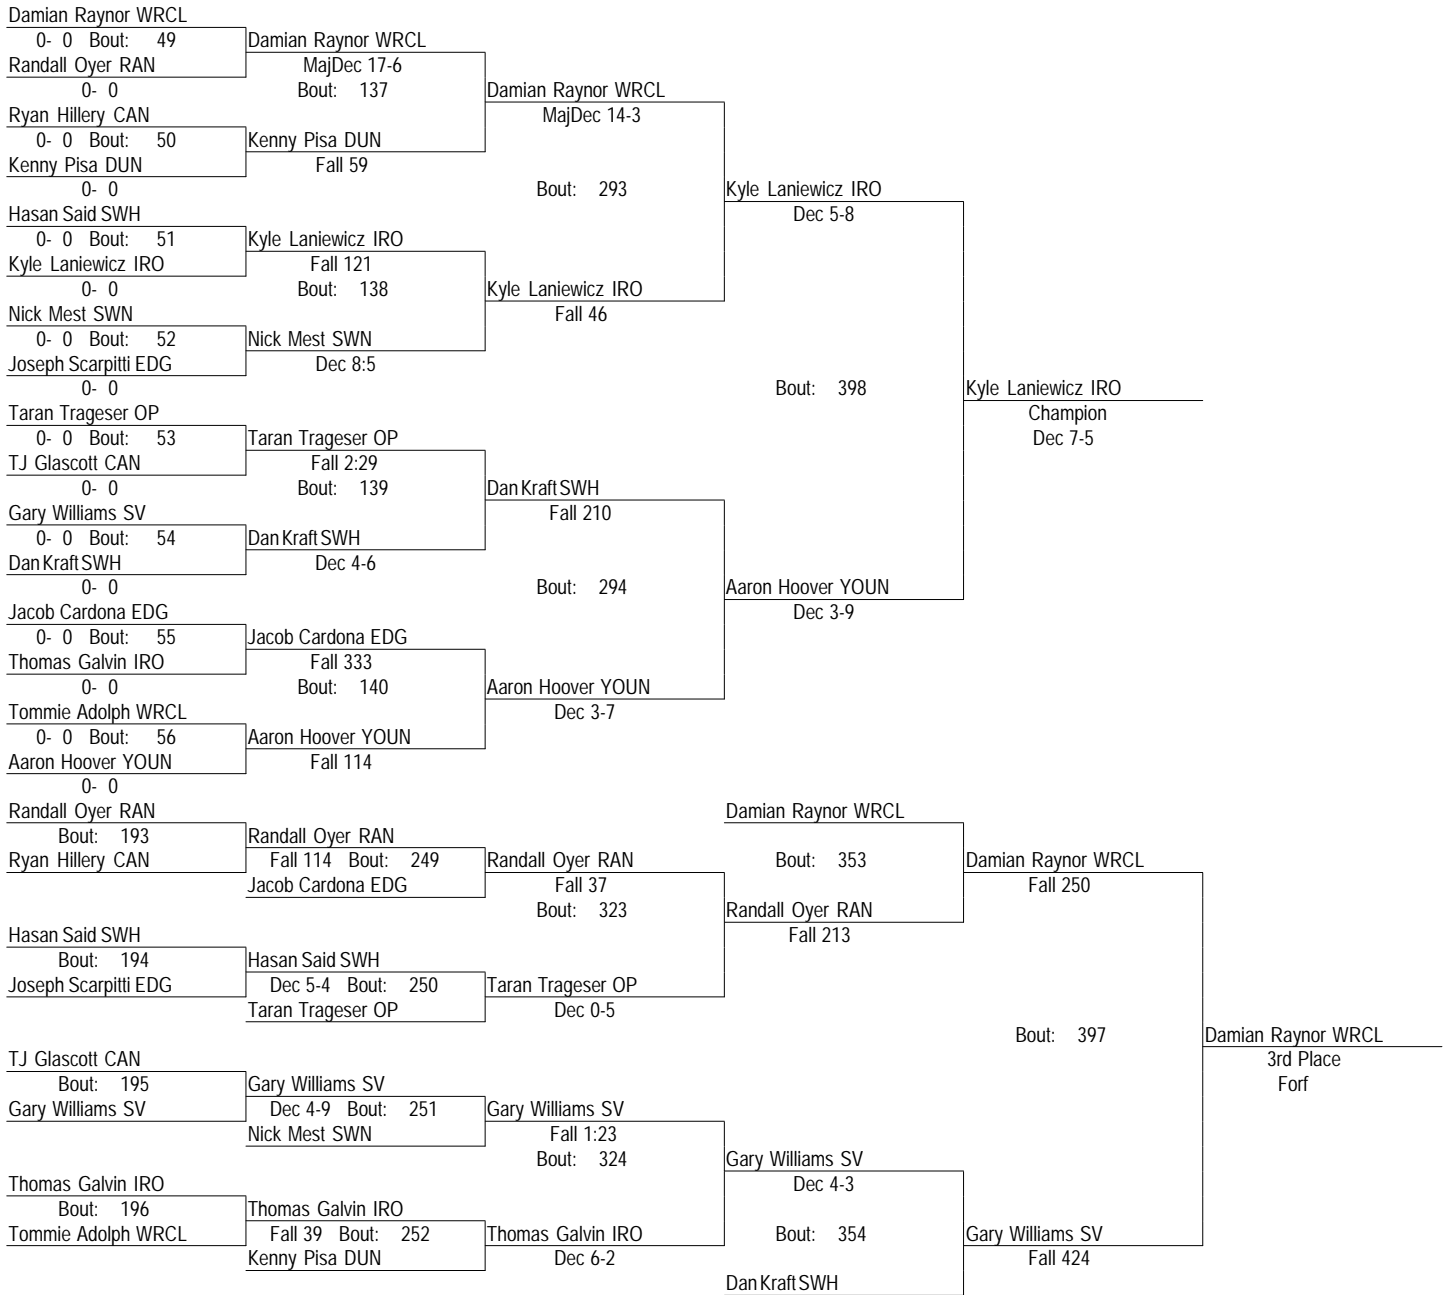 Damian Raynor WRCL
0- 0 Bout: 49 Damian Raynor WRCL
Randall Oyer RAN MajDec 17-6
0- 0 Bout: 137 Damian Raynor WRCL
Ryan Hillery CAN MajDec 14-3
0- 0 Bout: 50 Kenny Pisa DUN
Kenny Pisa DUN Fall 59
0- 0 Bout: 293 Kyle Laniewicz IRO
Hasan Said SWH Dec 5-8
0- 0 Bout: 51 Kyle Laniewicz IRO
Kyle Laniewicz IRO Fall 121
0- 0 Bout: 138 Kyle Laniewicz IRO
Nick Mest SWN Fall 46
0- 0 Bout: 52 Nick Mest SWN
Joseph Scarpitti EDG Dec 8:5
0- 0 Bout: 398 Kyle Laniewicz IRO
Taran Trageser OP Champion
0- 0 Bout: 53 Taran Trageser OP Dec 7-5
TJ Glascott CAN Fall 2:29
0- 0 Bout: 139 Dan Kraft SWH
Gary Williams SV Fall 210
0- 0 Bout: 54 Dan Kraft SWH
Dan Kraft SWH Dec 4-6
0- 0 Bout: 294 Aaron Hoover YOUN
Jacob Cardona EDG Dec 3-9
0- 0 Bout: 55 Jacob Cardona EDG
Thomas Galvin IRO Fall 333
0- 0 Bout: 140 Aaron Hoover YOUN
Tommie Adolph WRCL Dec 3-7
0- 0 Bout: 56 Aaron Hoover YOUN
Aaron Hoover YOUN Fall 114
0- 0
Randall Oyer RAN Damian Raynor WRCL
Bout: 193 Randall Oyer RAN
Ryan Hillery CAN Fall 114 Bout: 249 Randall Oyer RAN Bout: 353 Damian Raynor WRCL
Jacob Cardona EDG Fall 37 Fall 250
Bout: 323 Randall Oyer RAN
Hasan Said SWH Fall 213
Bout: 194 Hasan Said SWH
Joseph Scarpitti EDG Dec 5-4 Bout: 250 Taran Trageser OP
Taran Trageser OP Dec 0-5
Bout: 397 Damian Raynor WRCL
TJ Glascott CAN 3rd Place
Bout: 195 Gary Williams SV Forf
Gary Williams SV Dec 4-9 Bout: 251 Gary Williams SV
Nick Mest SWN Fall 1:23
Bout: 324 Gary Williams SV
Thomas Galvin IRO Dec 4-3
Bout: 196 Thomas Galvin IRO
Tommie Adolph WRCL Fall 39 Bout: 252 Thomas Galvin IRO Bout: 354 Gary Williams SV
Kenny Pisa DUN Dec 6-2 Fall 424
Dan Kraft SWH